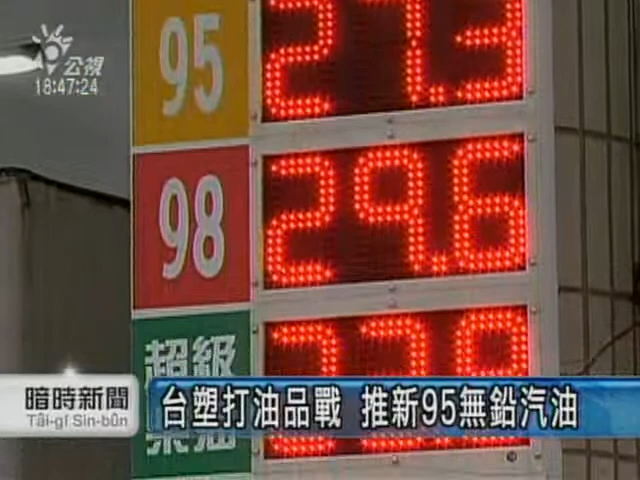 公視
18:47:24
95
27.3
98
29.6
超級
柴油
暗時新聞
Tâi-gí Sin-bûn
台塑打油品戰 推新95無鉛汽油